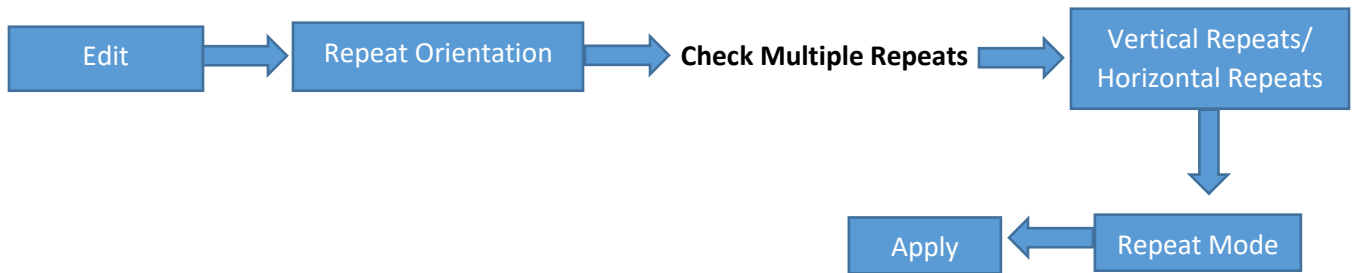 Edit
Repeat Orientation
Check Multiple Repeats
Vertical Repeats/
Horizontal Repeats
Repeat Mode
Apply